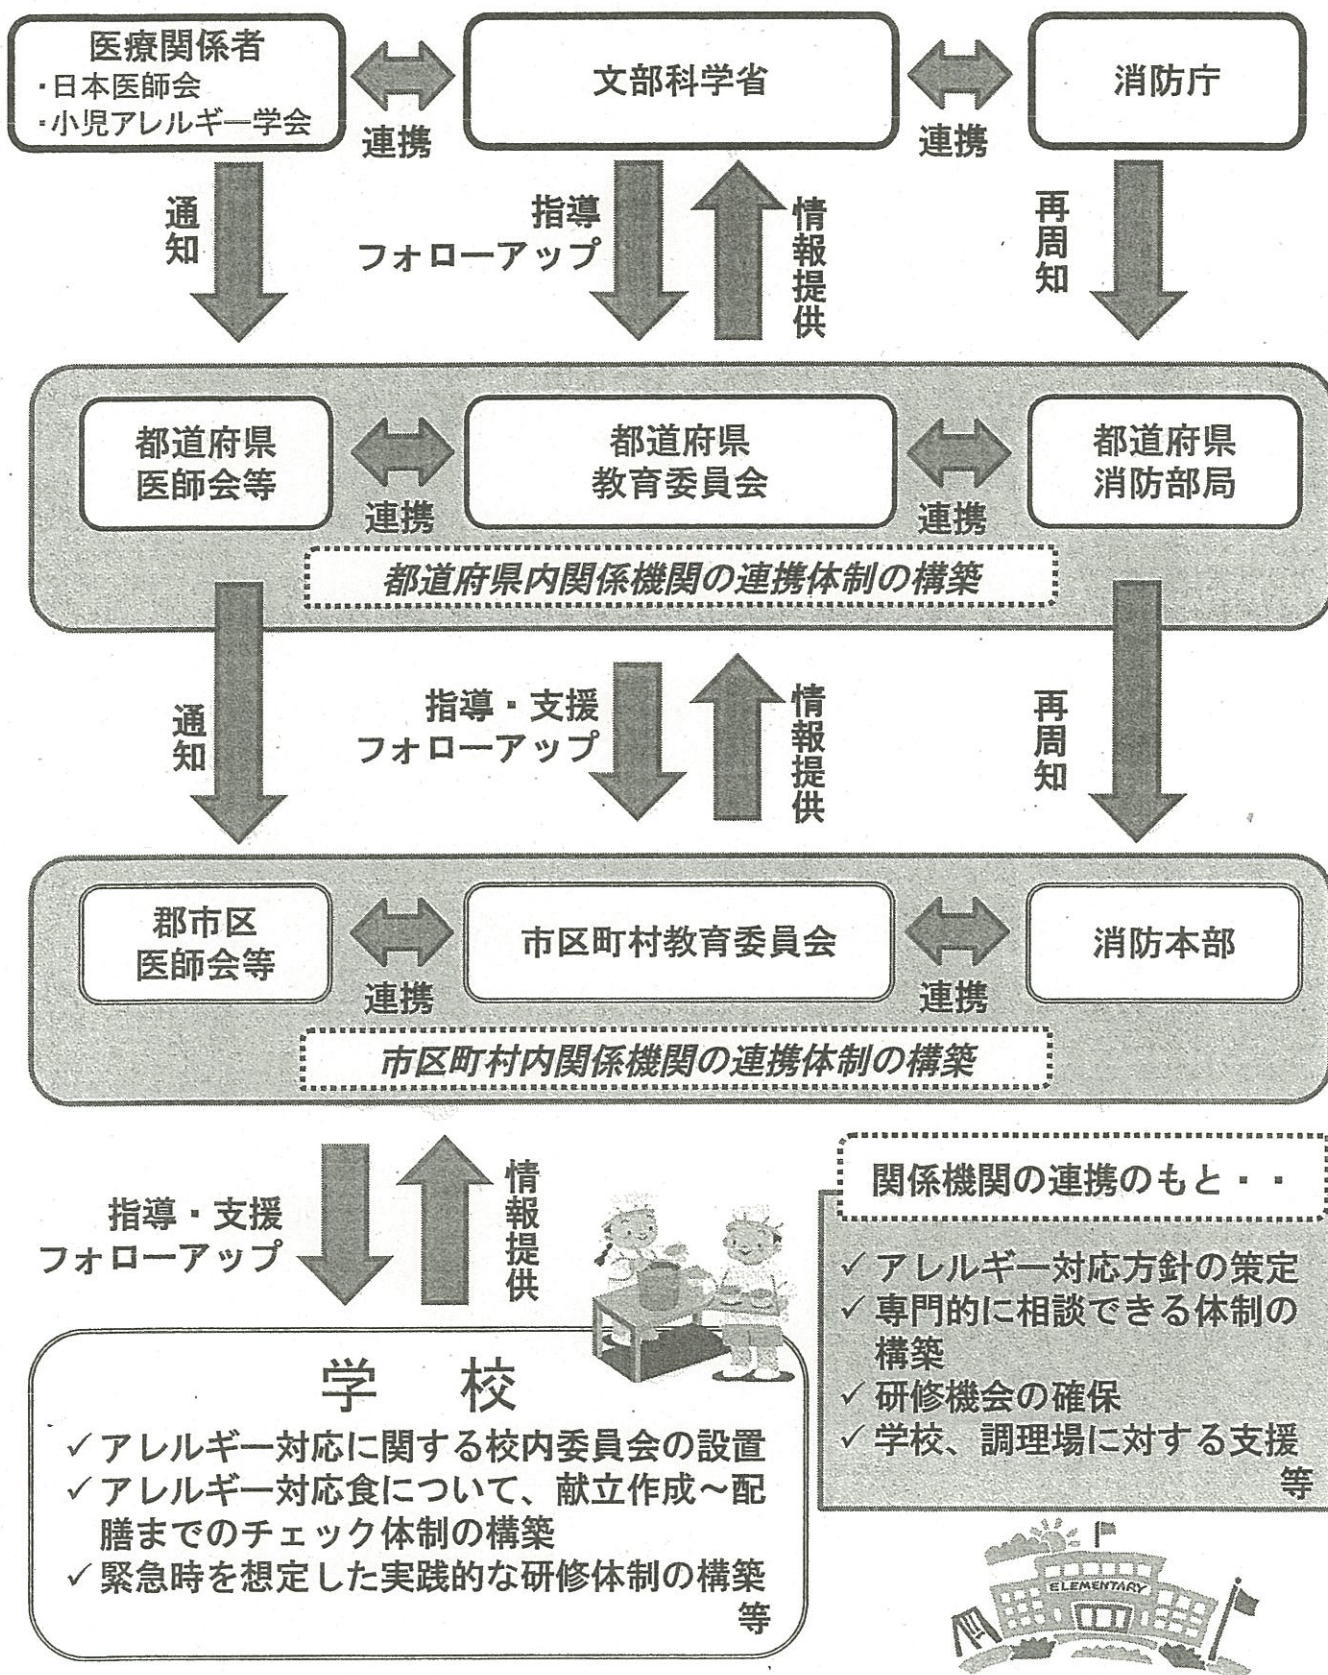 医療関係者
・日本医師会
・小児アレルギー学会
連携
文部科学省
連携
消防庁
通知
指導
フォローアップ
情報提供
再周知
都道府県
医師会等
連携
都道府県
教育委員会
連携
都道府県
消防部局
都道府県内関係機関の連携体制の構築
通知
指導・支援
フォローアップ
情報提供
再周知
郡市区
医師会等
連携
市区町村教育委員会
連携
消防本部
市区町村内関係機関の連携体制の構築
指導・支援
フォローアップ
情報提供
関係機関の連携のもと・・
✓アレルギー対応方針の策定
✓専門的に相談できる体制の
構築
✓研修機会の確保
✓学校、調理場に対する支援
等
学 校
✓アレルギー対応に関する校内委員会の設置
✓アレルギー対応食について、献立作成～配
膳までのチェック体制の構築
✓緊急時を想定した実践的な研修体制の構築
等
ELEMENTARY